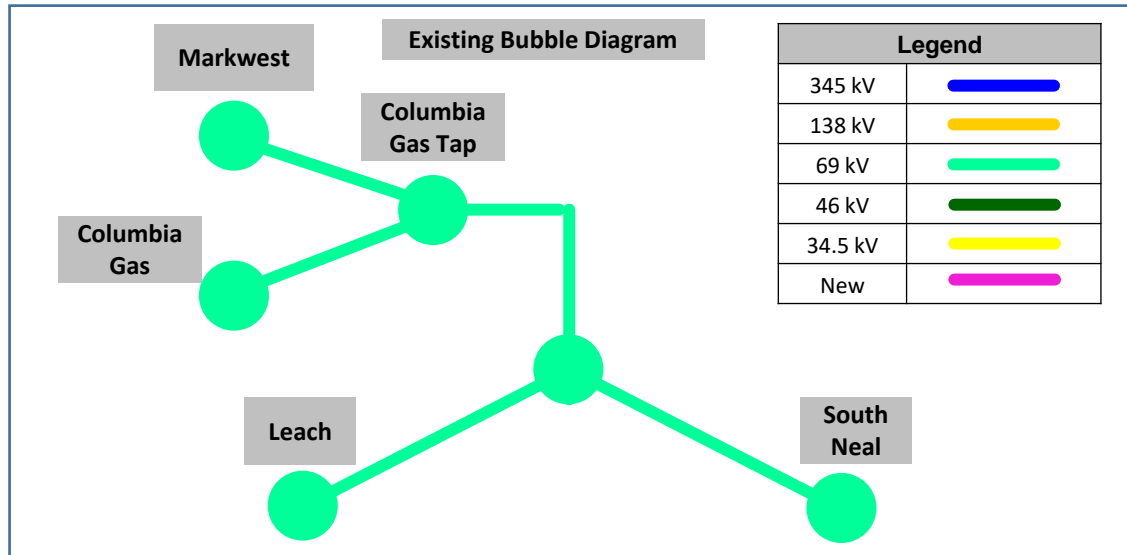 Existing Bubble Diagram
Markwest
Columbia
Gas Tap
Columbia
Gas
Leach
South
Neal
Legend
345 kV
138 kV
69 kV
46 kV
34.5 kV
New